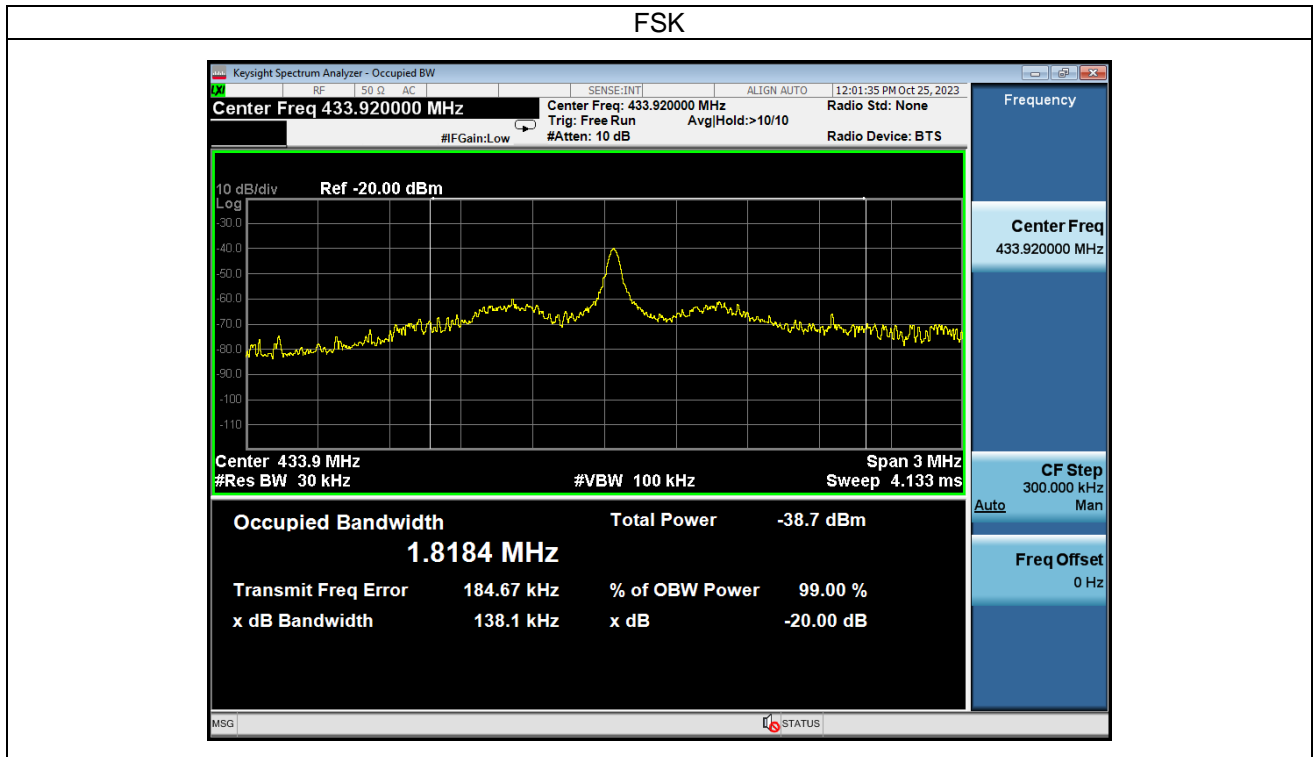 FSK
Keysight Spectrum Analyzer - Occupied BW
LXI RF 50 Ω AC SENSE:INT ALIGN AUTO 12:01:35 PM Oct 25, 2023
Center Freq 433.920000 MHz
#IFGain:Low
Center Freq: 433.920000 MHz
Trig: Free Run Avg|Hold:>10/10
#Atten: 10 dB
Radio Std: None
Radio Device: BTS
10 dB/div Ref -20.00 dBm
Log
-30.0
-40.0
-50.0
-60.0
-70.0
-80.0
-90.0
-100
-110
Center 433.9 MHz Span 3 MHz
#Res BW 30 kHz #VBW 100 kHz Sweep 4.133 ms
Occupied Bandwidth Total Power -38.7 dBm
1.8184 MHz
Transmit Freq Error 184.67 kHz % of OBW Power 99.00 %
x dB Bandwidth 138.1 kHz x dB -20.00 dB
MSG STATUS
Frequency
Center Freq
433.920000 MHz
CF Step
300.000 kHz
Auto Man
Freq Offset
0 Hz